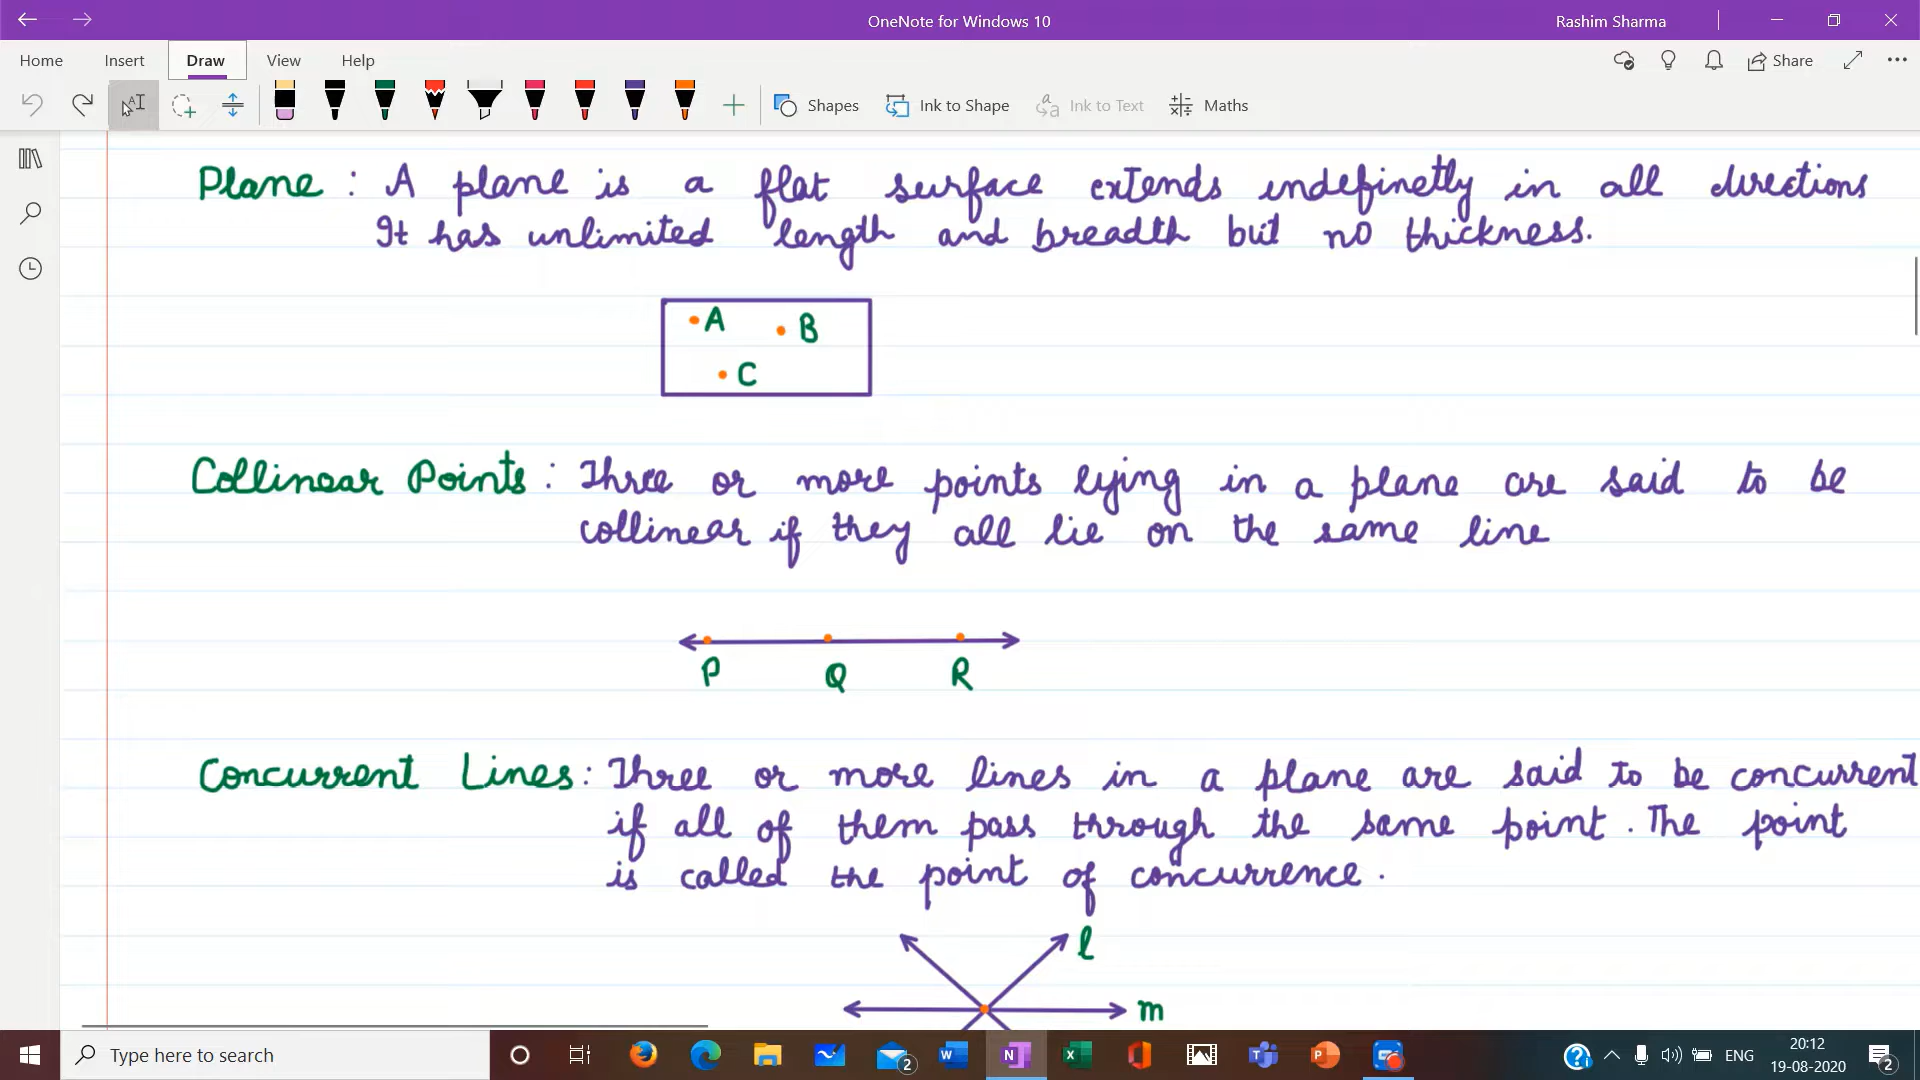 OneNote for Windows 10
Rashim Sharma
Home Insert Draw View Help
Share
Shapes Ink to Shape Ink to Text Maths
Plane : A plane is a flat surface extends indefinetly in all directions
It has unlimited length and breadth but no thickness.
A
B
C
Collinear Points : Three or more points lying in a plane are said to be
collinear if they all lie on the same line
P Q R
Concurrent Lines : Three or more lines in a plane are said to be concurrent
if all of them pass through the same point. The point
is called the point of concurrence.
l
m
Type here to search
2
ENG
20:12
19-08-2020
2